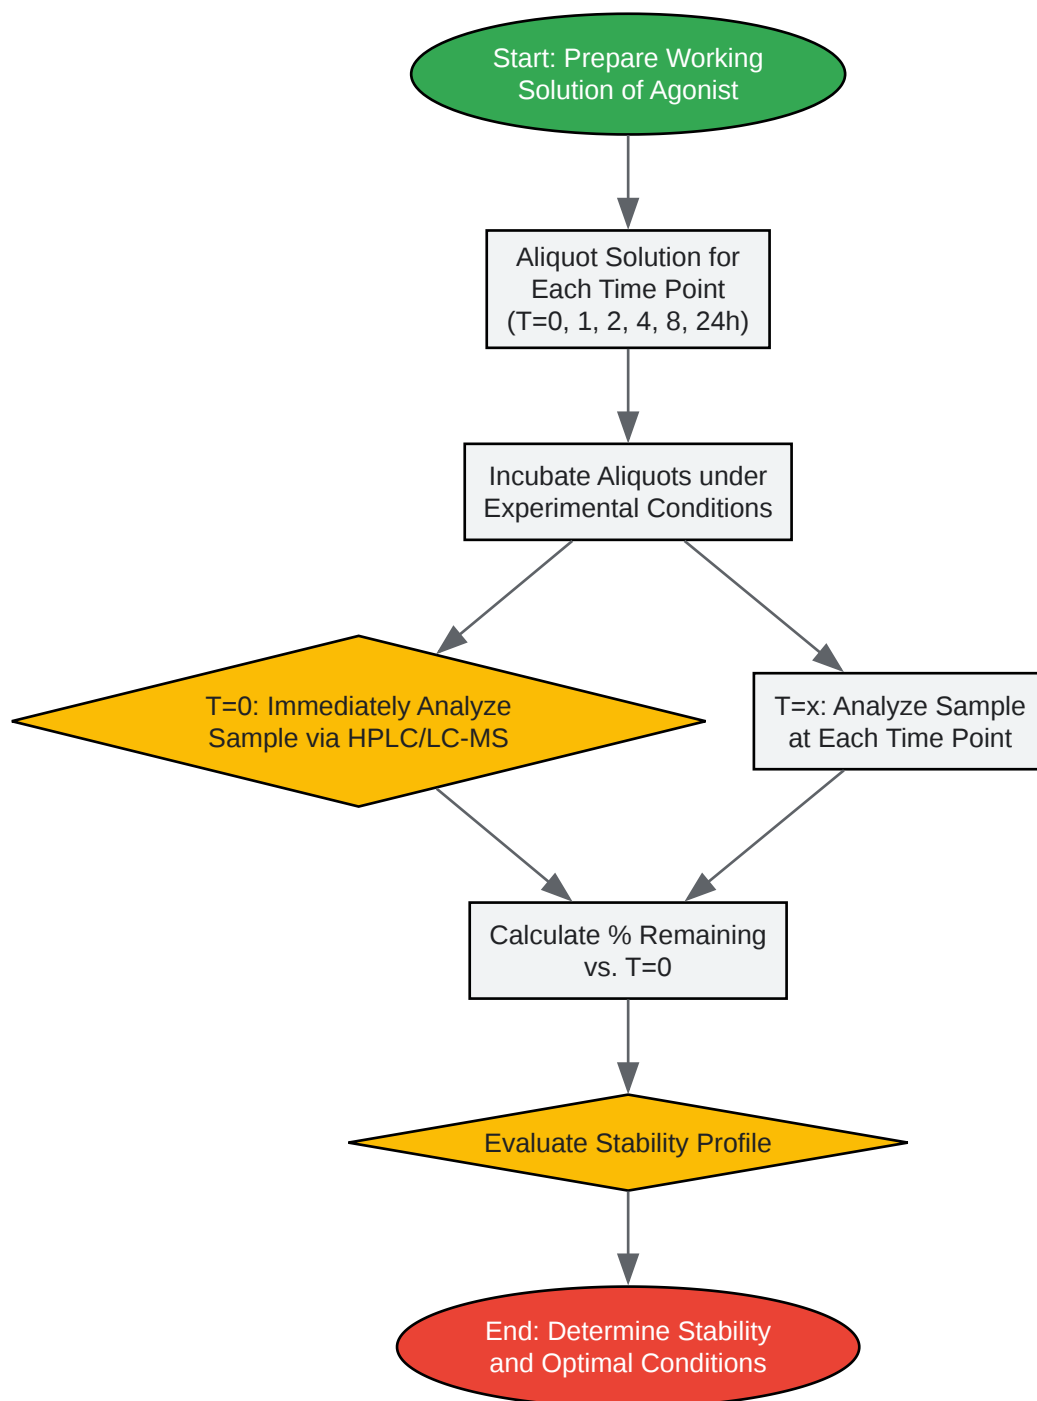 Start: Prepare Working
Solution of Agonist
Aliquot Solution for
Each Time Point
(T=0, 1, 2, 4, 8, 24h)
Incubate Aliquots under
Experimental Conditions
T=0: Immediately Analyze
Sample via HPLC/LC-MS
T=x: Analyze Sample
at Each Time Point
Calculate % Remaining
vs. T=0
Evaluate Stability Profile
End: Determine Stability
and Optimal Conditions